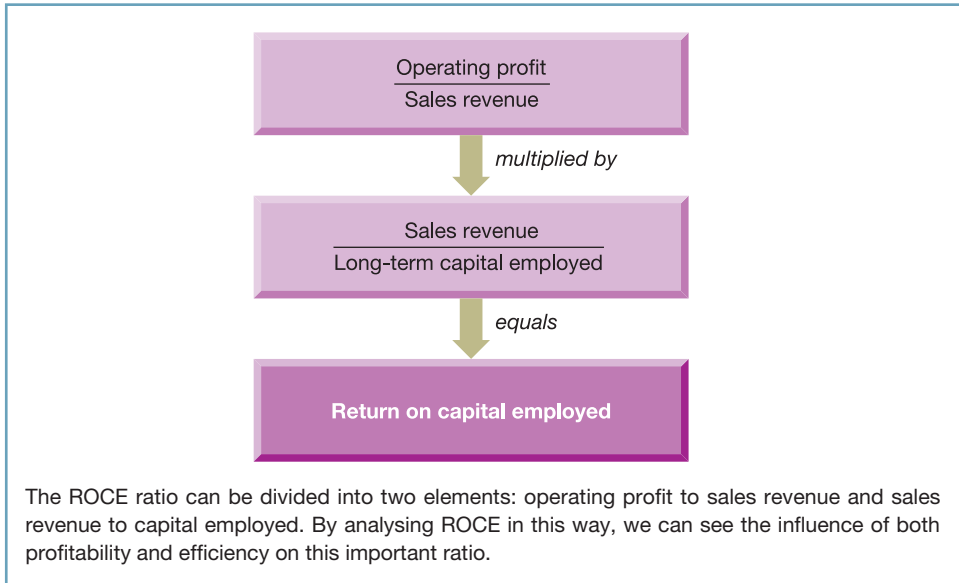 Operating profit
Sales revenue
multiplied by
Sales revenue
Long-term capital employed
equals
Return on capital employed
The ROCE ratio can be divided into two elements: operating profit to sales revenue and sales
revenue to capital employed. By analysing ROCE in this way, we can see the influence of both
profitability and efficiency on this important ratio.